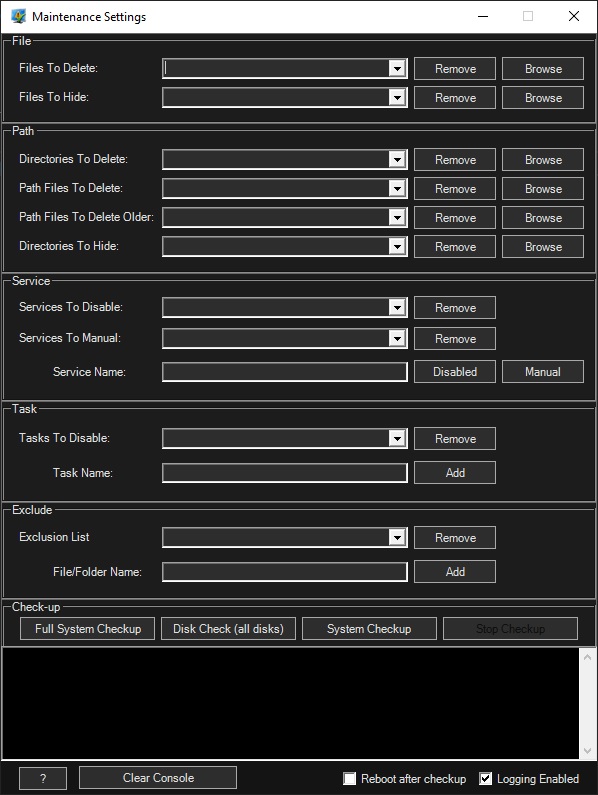 Maintenance Settings
File
Files To Delete: Remove Browse
Files To Hide: Remove Browse
Path
Directories To Delete: Remove Browse
Path Files To Delete: Remove Browse
Path Files To Delete Older: Remove Browse
Directories To Hide: Remove Browse
Service
Services To Disable: Remove
Services To Manual: Remove
Service Name: Disabled Manual
Task
Tasks To Disable: Remove
Task Name: Add
Exclude
Exclusion List Remove
File/Folder Name: Add
Check-up
Full System Checkup Disk Check (all disks) System Checkup Stop Checkup
? Clear Console Reboot after checkup Logging Enabled